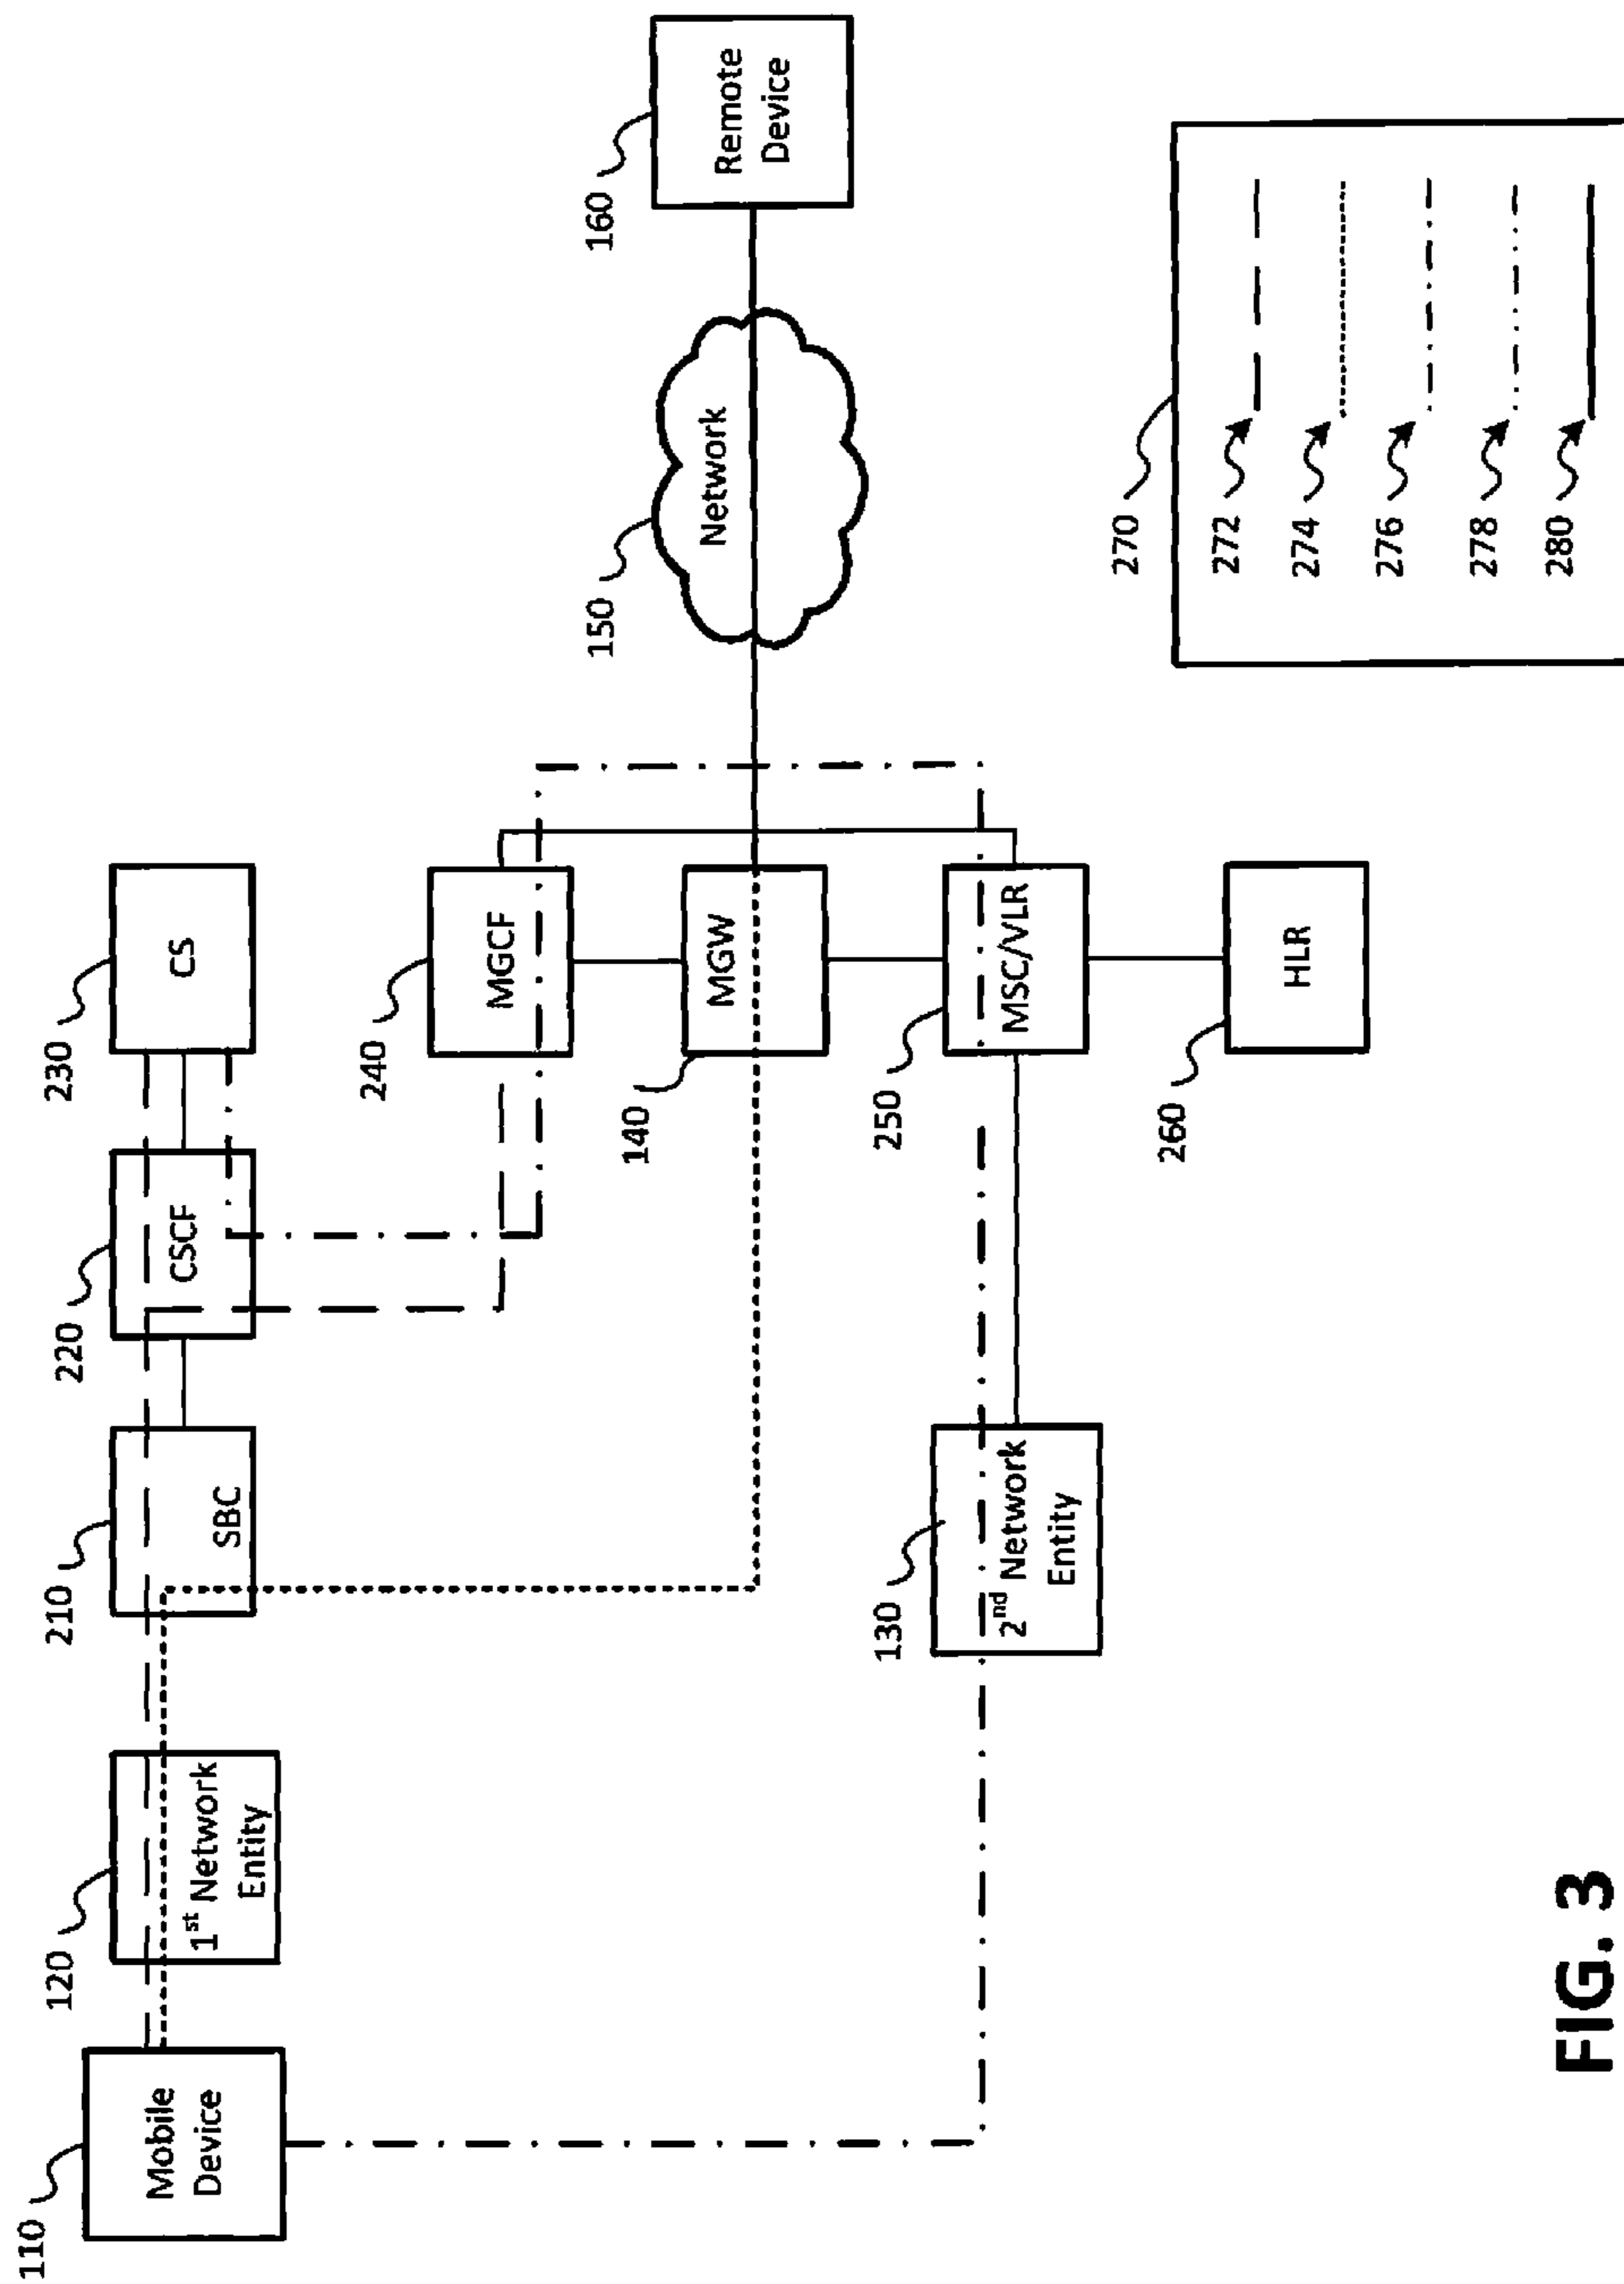 110
Mobile
Device
120
1st Network
Entity
210
SBC
220
CSCF
230
CS
240
MGCF
140
MGW
150
Network
160
Remote
Device
130
2nd Network
Entity
250
MSC/VLR
260
HLR
270
272
274
276
278
280
FIG. 3